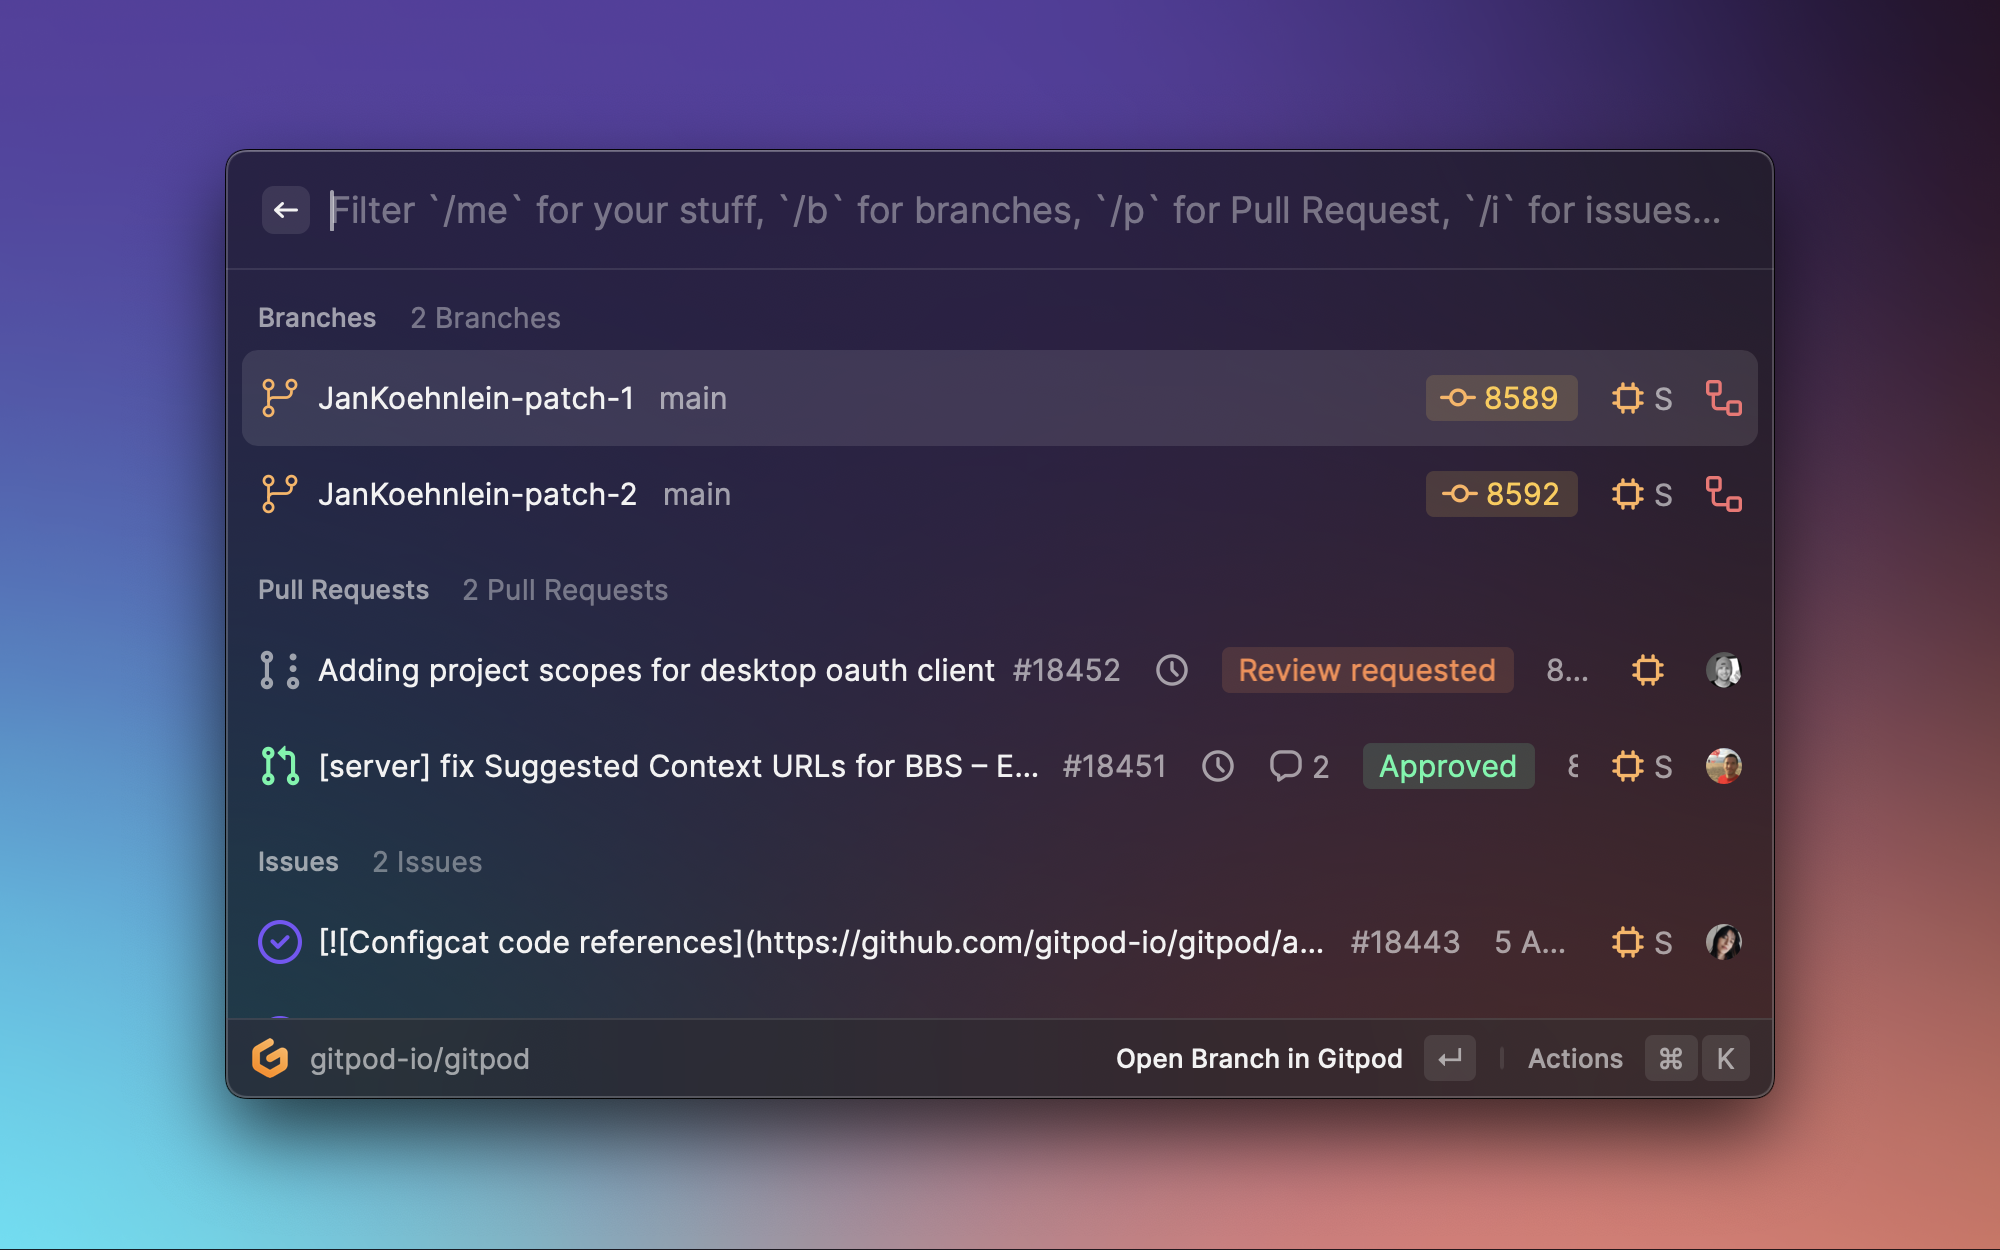 Filter `/me` for your stuff, `/b` for branches, `/p` for Pull Request, `/i` for issues...
Branches 2 Branches
JanKoehnlein-patch-1 main 8589 S
JanKoehnlein-patch-2 main 8592 S
Pull Requests 2 Pull Requests
Adding project scopes for desktop oauth client #18452 Review requested 8...
[server] fix Suggested Context URLs for BBS – E... #18451 2 Approved S
Issues 2 Issues
[![Configcat code references](https://github.com/gitpod-io/gitpod/a... #18443 5 A... S
gitpod-io/gitpod Open Branch in Gitpod ↵ Actions ⌘ K